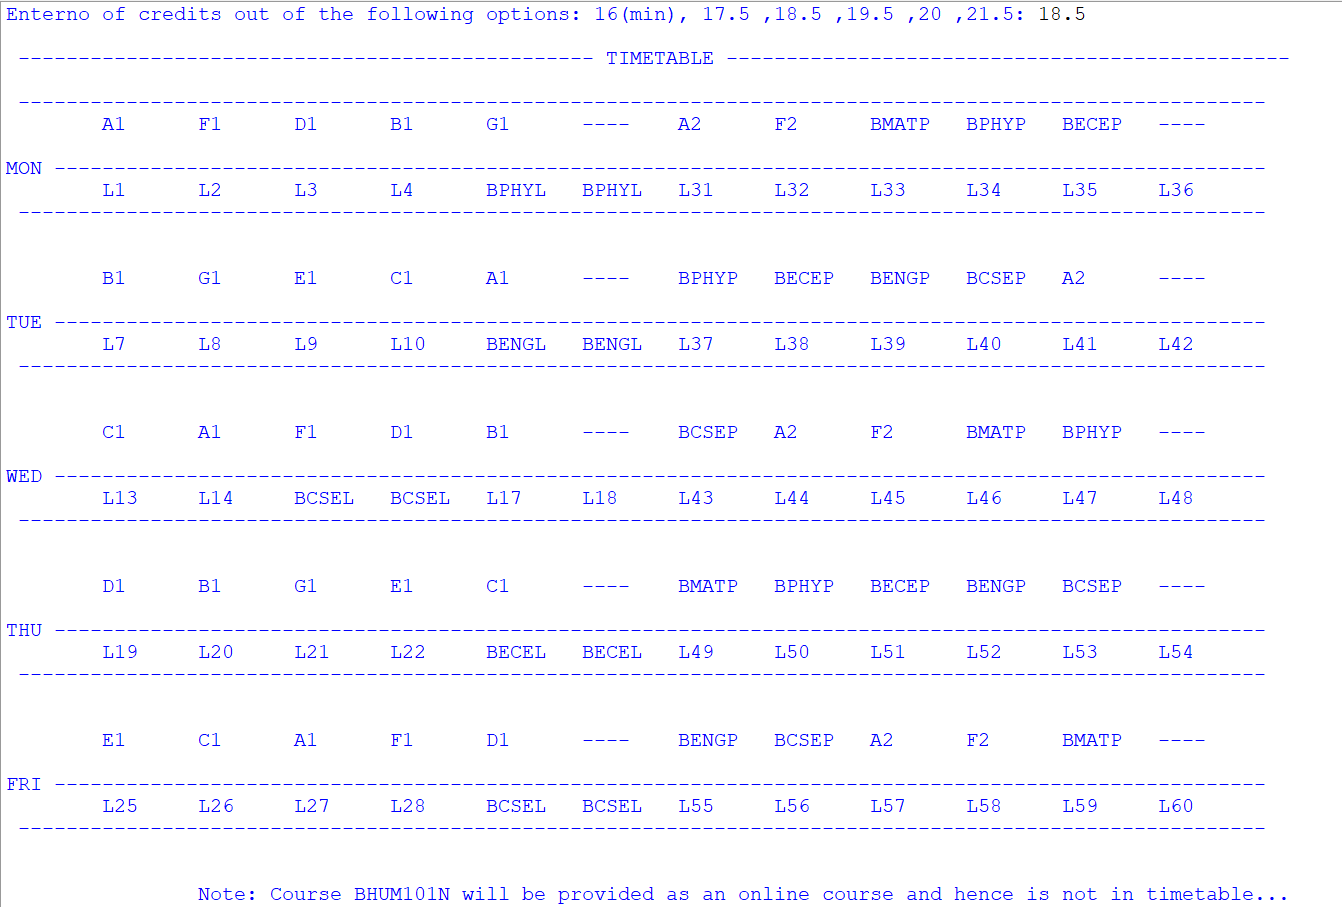 Enterno of credits out of the following options: 16(min), 17.5 ,18.5 ,19.5 ,20 ,21.5: 18.5
------------------------------------------------ TIMETABLE -----------------------------------------------
--------------------------------------------------------------------------------------------------------
A1 F1 D1 B1 G1 ---- A2 F2 BMATP BPHYP BECEP ----
MON -----------------------------------------------------------------------------------------------------
L1 L2 L3 L4 BPHYL BPHYL L31 L32 L33 L34 L35 L36
--------------------------------------------------------------------------------------------------------
B1 G1 E1 C1 A1 ---- BPHYP BECEP BENGP BCSEP A2 ----
TUE -----------------------------------------------------------------------------------------------------
L7 L8 L9 L10 BENGL BENGL L37 L38 L39 L40 L41 L42
--------------------------------------------------------------------------------------------------------
C1 A1 F1 D1 B1 ---- BCSEP A2 F2 BMATP BPHYP ----
WED -----------------------------------------------------------------------------------------------------
L13 L14 BCSEL BCSEL L17 L18 L43 L44 L45 L46 L47 L48
--------------------------------------------------------------------------------------------------------
D1 B1 G1 E1 C1 ---- BMATP BPHYP BECEP BENGP BCSEP ----
THU -----------------------------------------------------------------------------------------------------
L19 L20 L21 L22 BECEL BECEL L49 L50 L51 L52 L53 L54
--------------------------------------------------------------------------------------------------------
E1 C1 A1 F1 D1 ---- BENGP BCSEP A2 F2 BMATP ----
FRI -----------------------------------------------------------------------------------------------------
L25 L26 L27 L28 BCSEL BCSEL L55 L56 L57 L58 L59 L60
--------------------------------------------------------------------------------------------------------
Note: Course BHUM101N will be provided as an online course and hence is not in timetable...